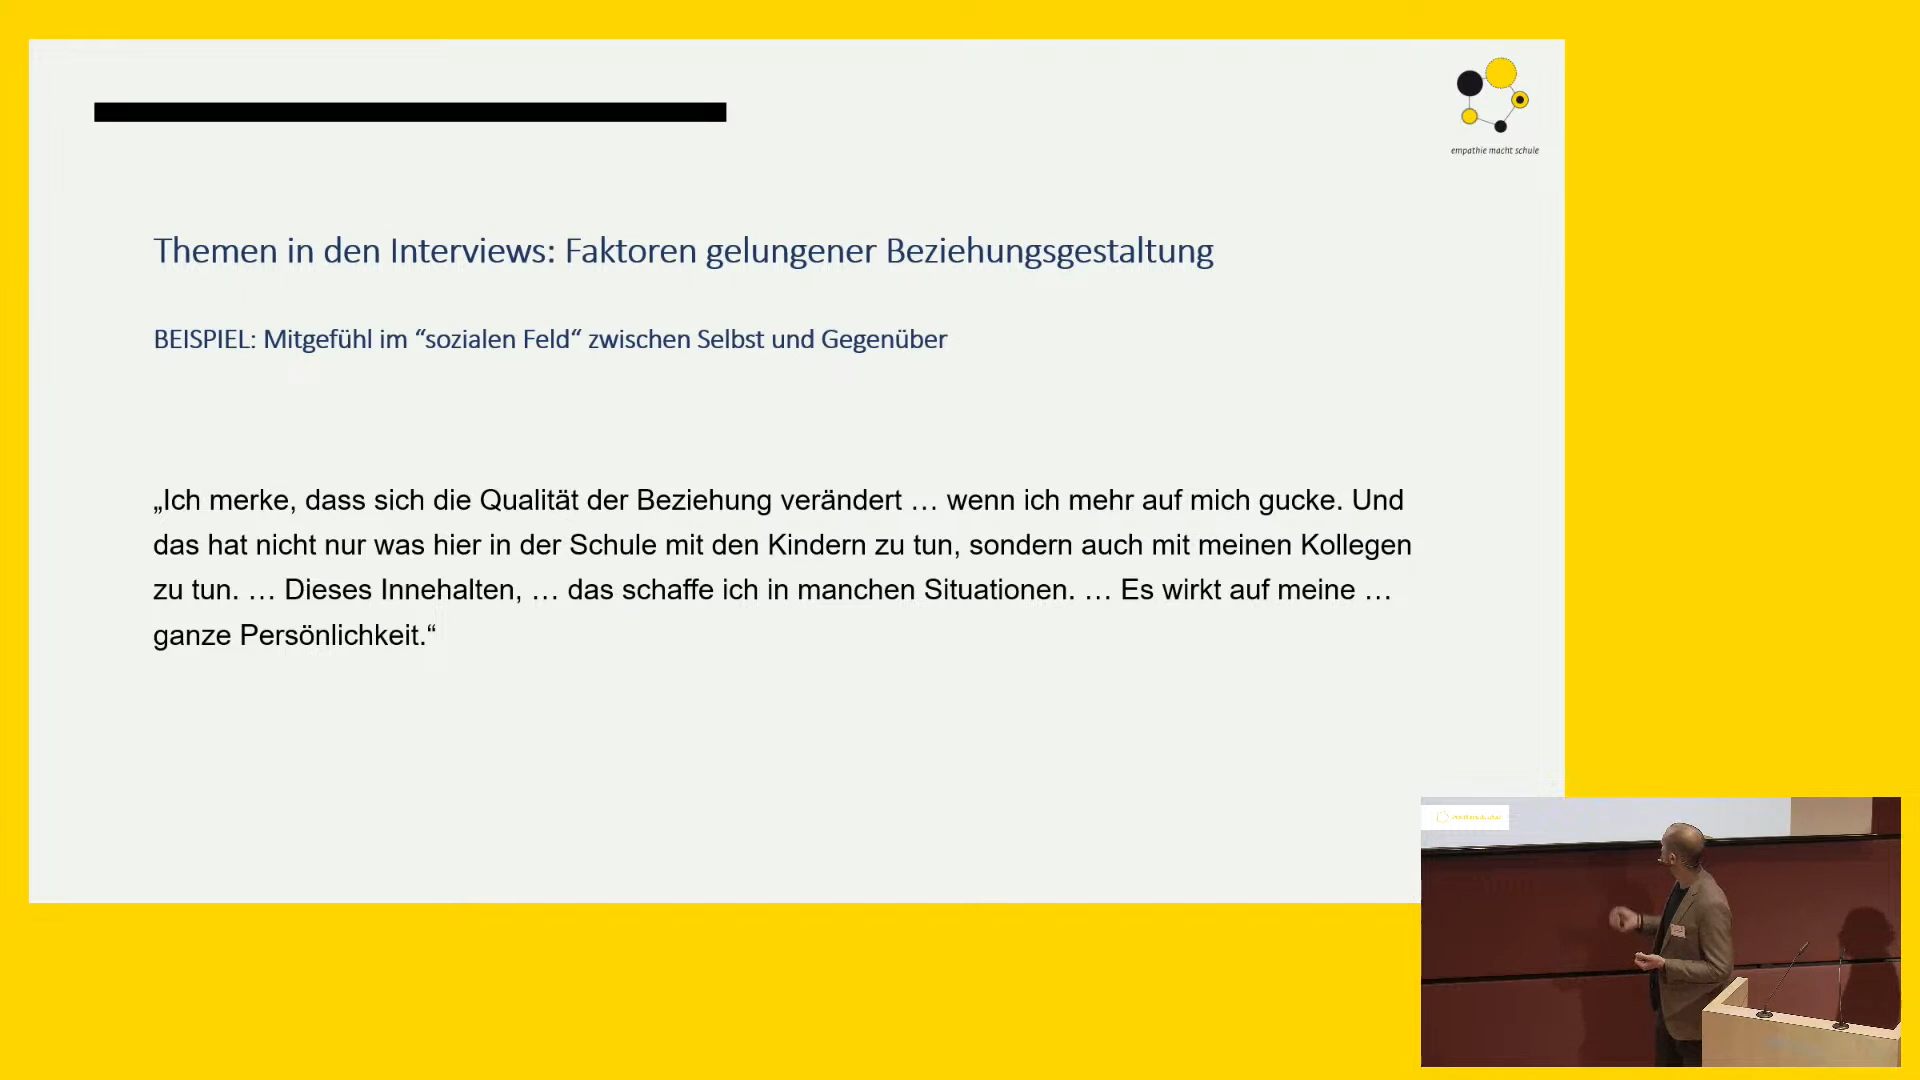 empathie macht schule
Themen in den Interviews: Faktoren gelungener Beziehungsgestaltung
BEISPIEL: Mitgefühl im “sozialen Feld“ zwischen Selbst und Gegenüber
„Ich merke, dass sich die Qualität der Beziehung verändert … wenn ich mehr auf mich gucke. Und
das hat nicht nur was hier in der Schule mit den Kindern zu tun, sondern auch mit meinen Kollegen
zu tun. … Dieses Innehalten, … das schaffe ich in manchen Situationen. … Es wirkt auf meine …
ganze Persönlichkeit.“